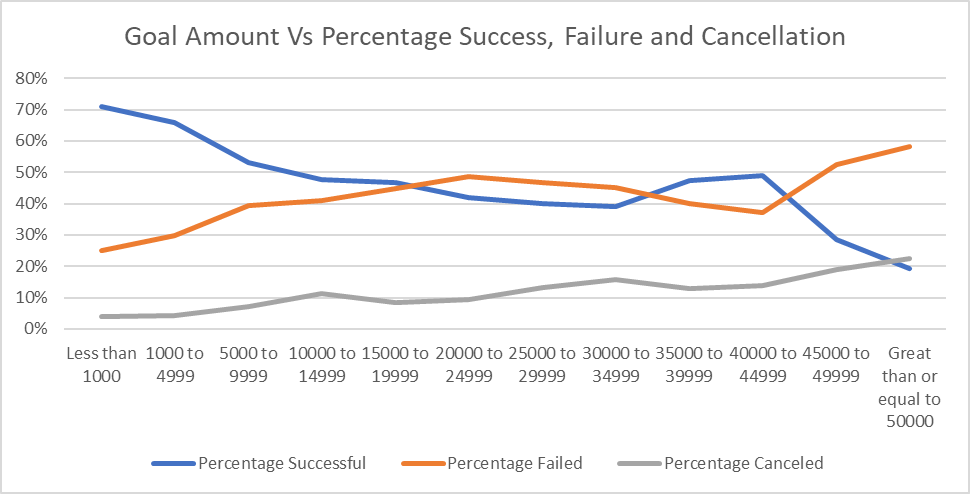 Goal Amount Vs Percentage Success, Failure and Cancellation
80%
70%
60%
50%
40%
30%
20%
10%
0%
Less than 1000 to 5000 to 10000 to 15000 to 20000 to 25000 to 30000 to 35000 to 40000 to 45000 to Great
1000 4999 9999 14999 19999 24999 29999 34999 39999 44999 49999 than or
equal to
50000
Percentage Successful Percentage Failed Percentage Canceled